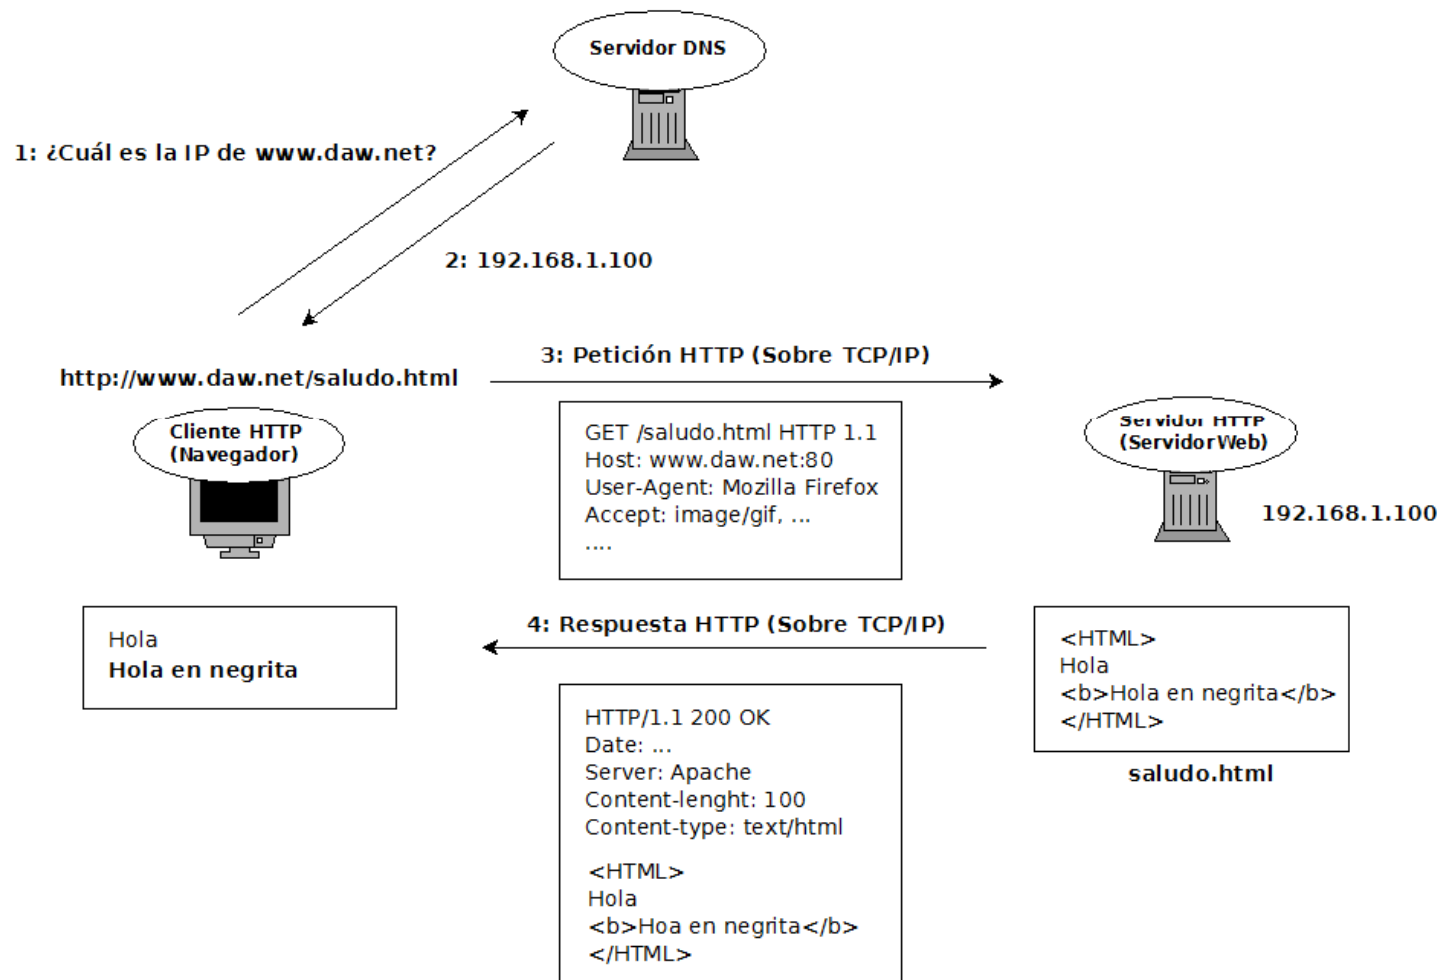 Servidor DNS
1: ¿Cuál es la IP de www.daw.net?
2: 192.168.1.100
3: Petición HTTP (Sobre TCP/IP)
http://www.daw.net/saludo.html
Cliente HTTP
(Navegador)
GET /saludo.html HTTP 1.1
Host: www.daw.net:80
User-Agent: Mozilla Firefox
Accept: image/gif, ...
....
Servidor HTTP
(ServidorWeb)
192.168.1.100
Hola
Hola en negrita
4: Respuesta HTTP (Sobre TCP/IP)
<HTML>
Hola
<b>Hola en negrita</b>
</HTML>
saludo.html
HTTP/1.1 200 OK
Date: ...
Server: Apache
Content-lenght: 100
Content-type: text/html
<HTML>
Hola
<b>Hoa en negrita</b>
</HTML>